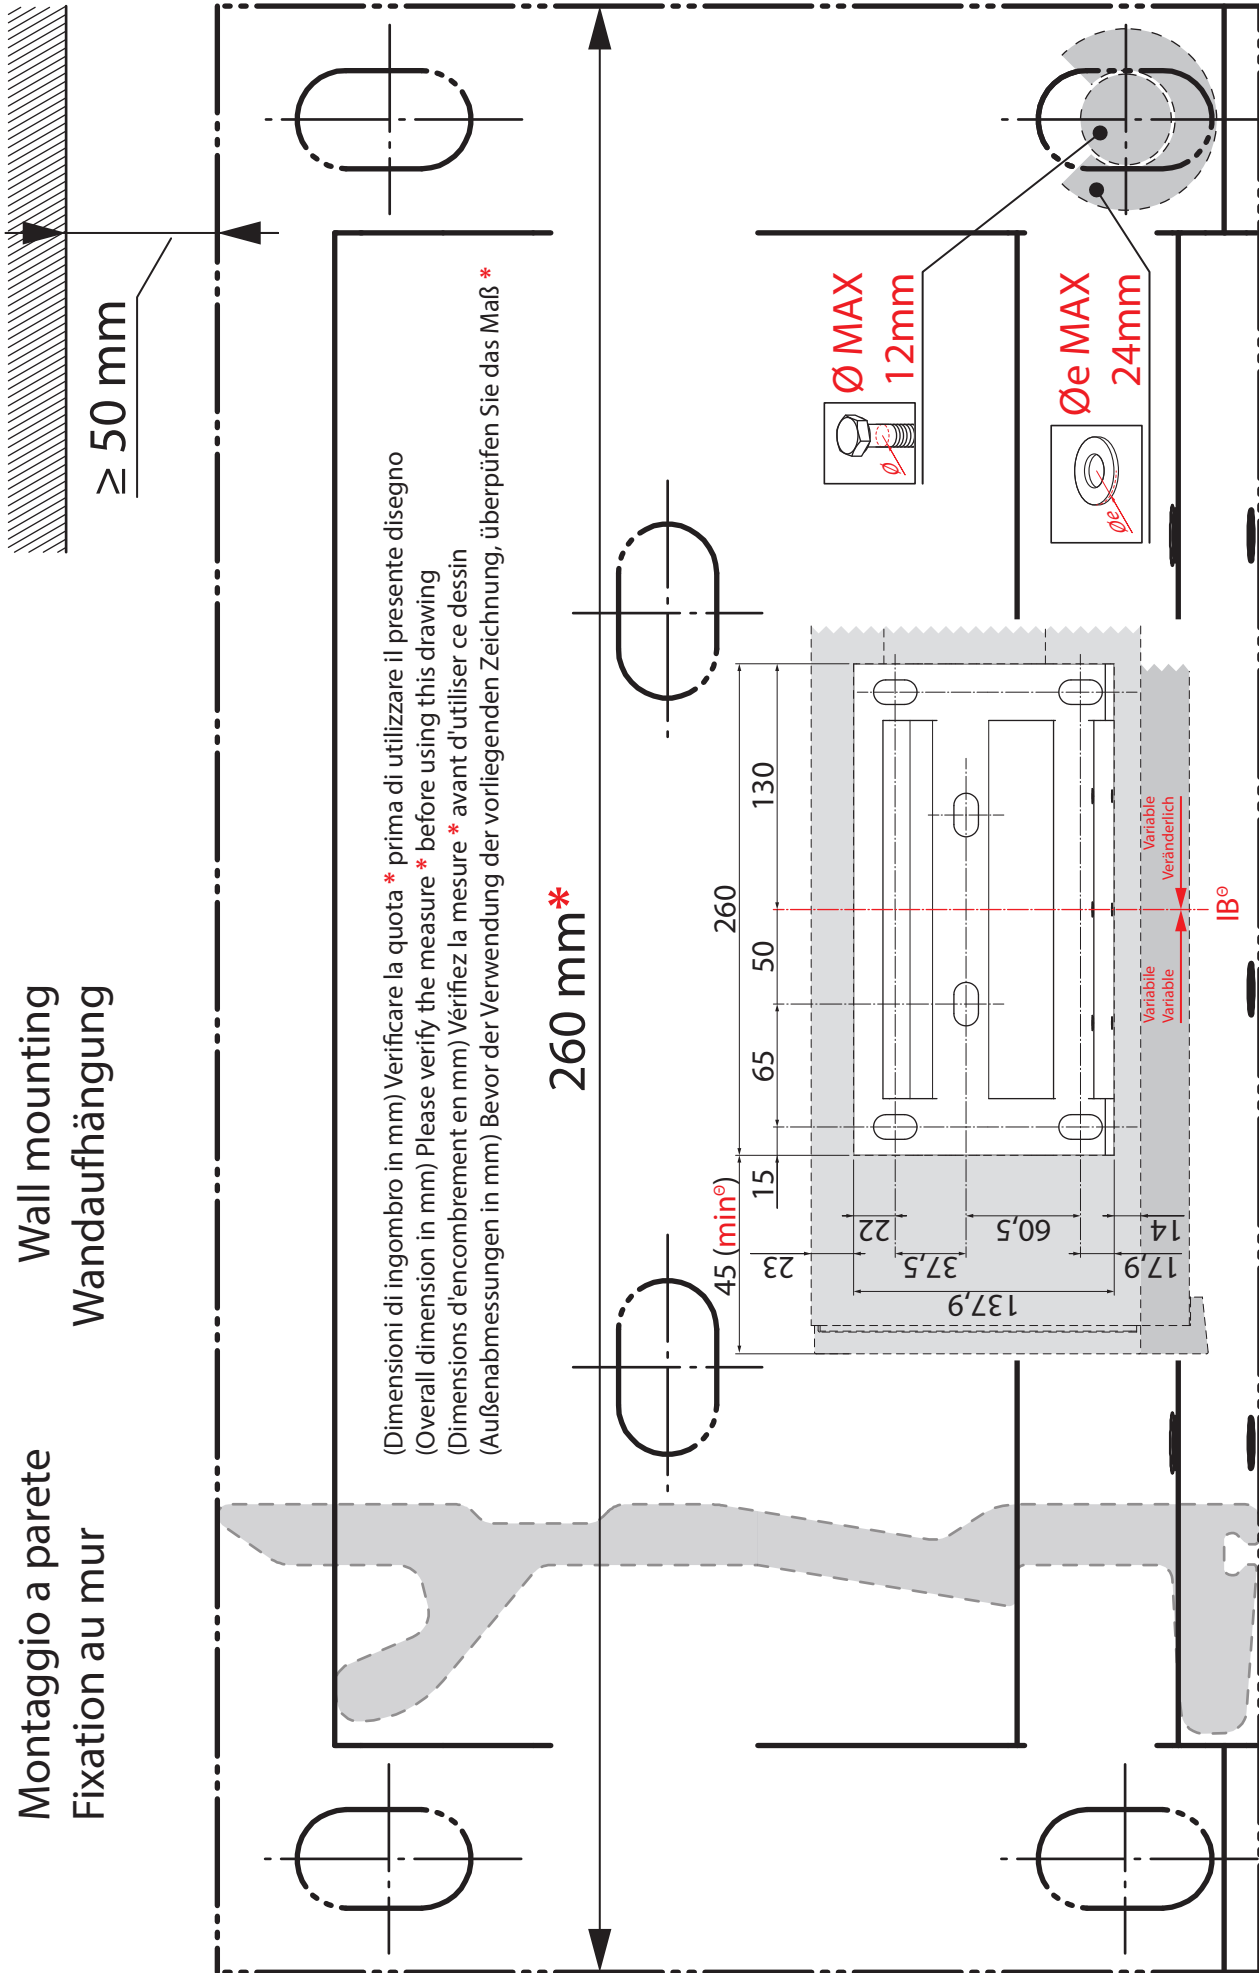 Montaggio a parete
Wall mounting
Fixation au mur
Wandaufhängung
≥ 50 mm
(Dimensioni di ingombro in mm) Verificare la quota * prima di utilizzare il presente disegno
(Overall dimension in mm) Please verify the measure * before using this drawing
(Dimensions d'encombrement en mm) Vérifiez la mesure * avant d'utiliser ce dessin
(Außenabmessungen in mm) Bevor der Verwendung der vorliegenden Zeichnung, überpüfen Sie das Maß *
260 mm*
Ø MAX
12mm
Ø
Øe MAX
24mm
Øe
45 (min⊖)
260
15
65
50
130
23
22
37,5
60,5
137,9
17,9
14
Variabile
Variable
Variable
Veränderlich
IB⊖